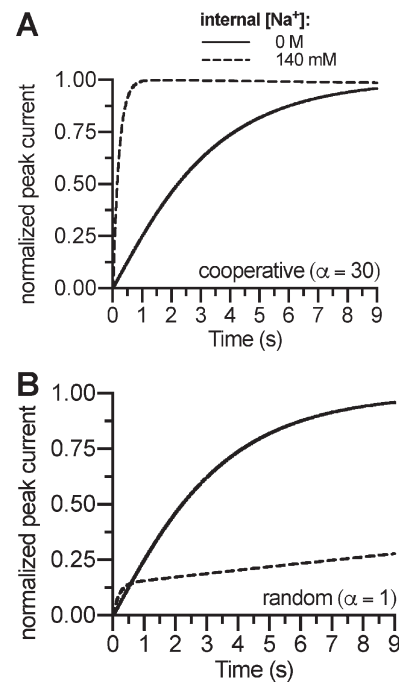 A
internal [Na⁺]:
0 M
140 mM
normalized peak current
1.00
0.75
0.50
0.25
0.00
cooperative (α = 30)
0 1 2 3 4 5 6 7 8 9
Time (s)
B
normalized peak current
1.00
0.75
0.50
0.25
0.00
random (α = 1)
0 1 2 3 4 5 6 7 8 9
Time (s)